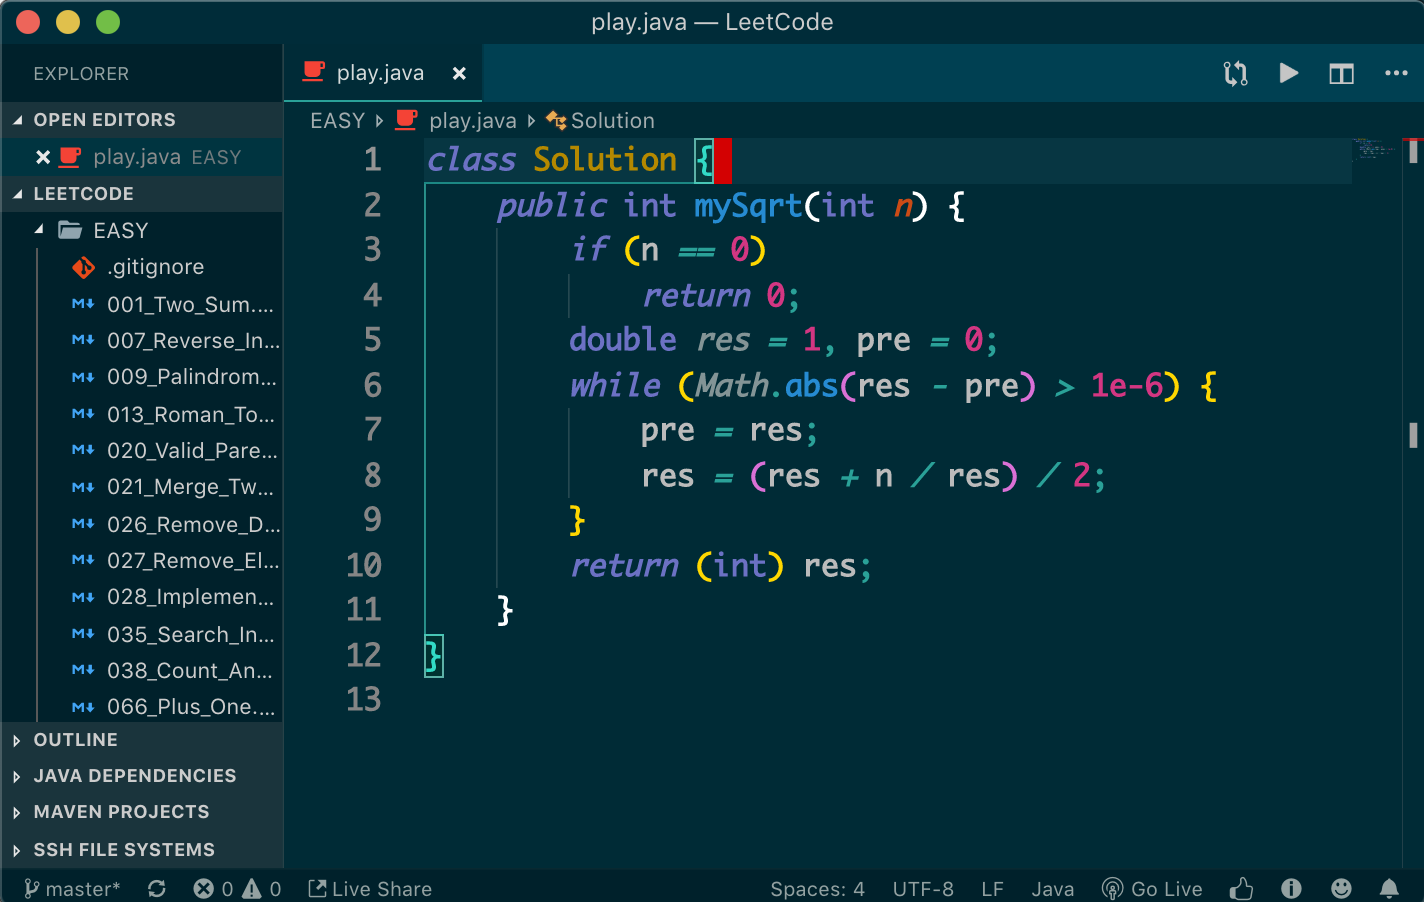 play.java — LeetCode
EXPLORER
play.java
OPEN EDITORS
play.java EASY
LEETCODE
EASY
.gitignore
001_Two_Sum....
007_Reverse_In...
009_Palindrom...
013_Roman_To...
020_Valid_Pare...
021_Merge_Tw...
026_Remove_D...
027_Remove_El...
028_Implemen...
035_Search_In...
038_Count_An...
066_Plus_One....
OUTLINE
JAVA DEPENDENCIES
MAVEN PROJECTS
SSH FILE SYSTEMS
EASY play.java Solution
1 class Solution {
2     public int mySqrt(int n) {
3         if (n == 0)
4             return 0;
5         double res = 1, pre = 0;
6         while (Math.abs(res - pre) > 1e-6) {
7             pre = res;
8             res = (res + n / res) / 2;
9         }
10         return (int) res;
11     }
12 }
13
master* 0 0 Live Share Spaces: 4 UTF-8 LF Java Go Live